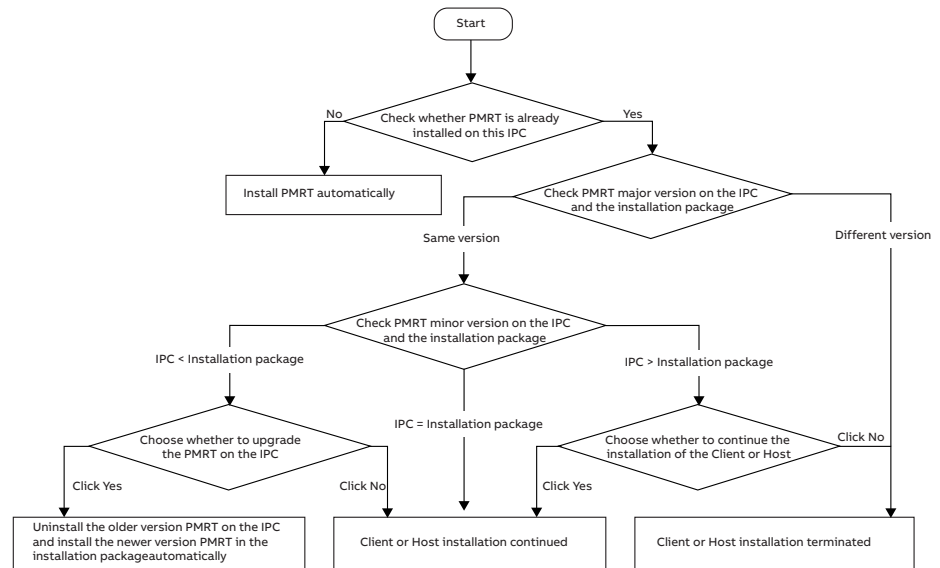 Start
No
Check whether PMRT is already
installed on this IPC
Yes
Install PMRT automatically
Check PMRT major version on the IPC
and the installation package
Same version
Different version
Check PMRT minor version on the IPC
and the installation package
IPC < Installation package
IPC > Installation package
IPC = Installation package
Choose whether to upgrade
the PMRT on the IPC
Choose whether to continue the
installation of the Client or Host
Click No
Click Yes
Click No
Click Yes
Uninstall the older version PMRT on the IPC
and install the newer version PMRT in the
installation packageautomatically
Client or Host installation continued
Client or Host installation terminated